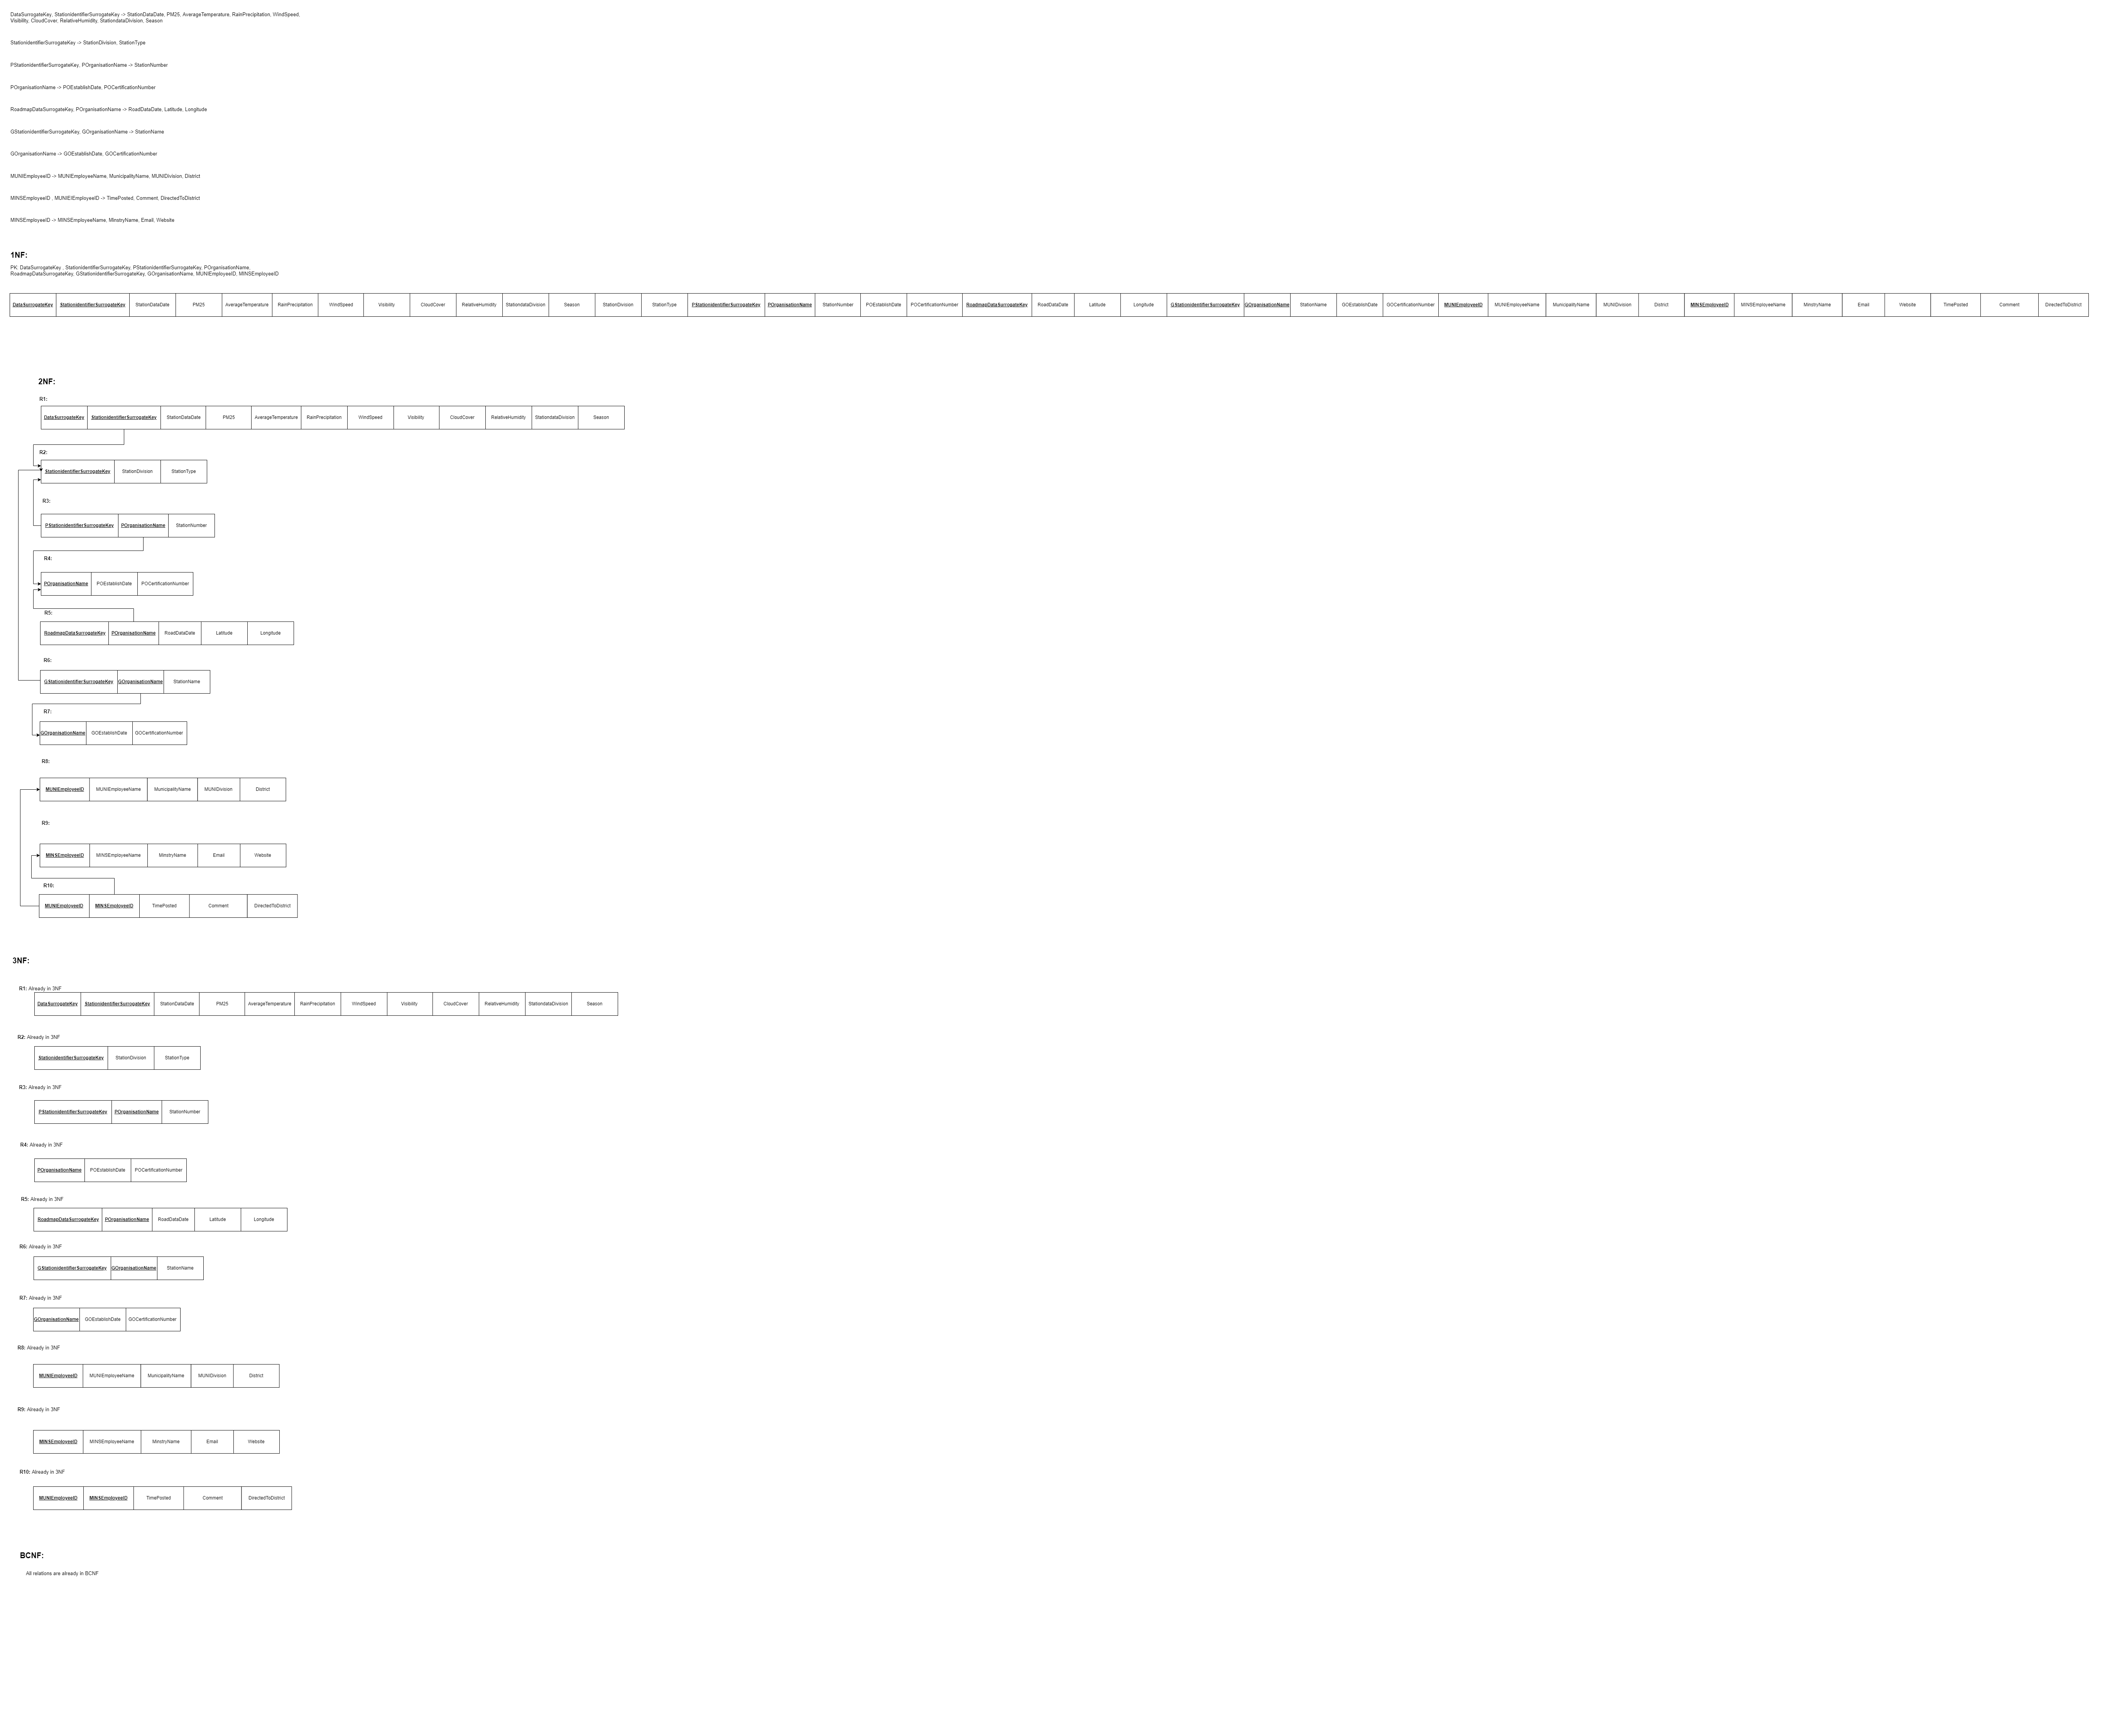 DataSurrogateKey, StationidentifierSurrogateKey -> StationDataDate, PM25, AverageTemperature, RainPrecipitation, WindSpeed,
Visibility, CloudCover, RelativeHumidity, StationdataDivision, Season
StationidentifierSurrogateKey -> StationDivision, StationType
PStationidentifierSurrogateKey, POrganisationName -> StationNumber
POrganisationName -> POEstablishDate, POCertificationNumber
RoadmapDataSurrogateKey, POrganisationName -> RoadDataDate, Latitude, Longitude
GStationidentifierSurrogateKey, GOrganisationName -> StationName
GOrganisationName -> GOEstablishDate, GOCertificationNumber
MUNIEmployeeID -> MUNIEmployeeName, MunicipalityName, MUNIDivision, District
MINSEmployeeID , MUNIEIEmployeeID -> TimePosted, Comment, DirectedToDistrict
MINSEmployeeID -> MINSEmployeeName, MinstryName, Email, Website
1NF:
PK: DataSurrogateKey , StationidentifierSurrogateKey, PStationidentifierSurrogateKey, POrganisationName,
RoadmapDataSurrogateKey, GStationidentifierSurrogateKey, GOrganisationName, MUNIEmployeeID, MINSEmployeeID
DataSurrogateKey StationidentifierSurrogateKey StationDataDate PM25 AverageTemperature RainPrecipitation WindSpeed Visibility CloudCover RelativeHumidity StationdataDivision Season StationDivision StationType PStationidentifierSurrogateKey POrganisationName StationNumber POEstablishDate POCertificationNumber RoadmapDataSurrogateKey RoadDataDate Latitude Longitude GStationidentifierSurrogateKey GOrganisationName StationName GOEstablishDate GOCertificationNumber MUNIEmployeeID MUNIEmployeeName MunicipalityName MUNIDivision District MINSEmployeeID MINSEmployeeName MinstryName Email Website TimePosted Comment DirectedToDistrict
2NF:
R1:
DataSurrogateKey StationidentifierSurrogateKey StationDataDate PM25 AverageTemperature RainPrecipitation WindSpeed Visibility CloudCover RelativeHumidity StationdataDivision Season
R2:
StationidentifierSurrogateKey StationDivision StationType
R3:
PStationidentifierSurrogateKey POrganisationName StationNumber
R4:
POrganisationName POEstablishDate POCertificationNumber
R5:
RoadmapDataSurrogateKey POrganisationName RoadDataDate Latitude Longitude
R6:
GStationidentifierSurrogateKey GOrganisationName StationName
R7:
GOrganisationName GOEstablishDate GOCertificationNumber
R8:
MUNIEmployeeID MUNIEmployeeName MunicipalityName MUNIDivision District
R9:
MINSEmployeeID MINSEmployeeName MinstryName Email Website
R10:
MUNIEmployeeID MINSEmployeeID TimePosted Comment DirectedToDistrict
3NF:
R1: Already in 3NF
DataSurrogateKey StationidentifierSurrogateKey StationDataDate PM25 AverageTemperature RainPrecipitation WindSpeed Visibility CloudCover RelativeHumidity StationdataDivision Season
R2: Already in 3NF
StationidentifierSurrogateKey StationDivision StationType
R3: Already in 3NF
PStationidentifierSurrogateKey POrganisationName StationNumber
R4: Already in 3NF
POrganisationName POEstablishDate POCertificationNumber
R5: Already in 3NF
RoadmapDataSurrogateKey POrganisationName RoadDataDate Latitude Longitude
R6: Already in 3NF
GStationidentifierSurrogateKey GOrganisationName StationName
R7: Already in 3NF
GOrganisationName GOEstablishDate GOCertificationNumber
R8: Already in 3NF
MUNIEmployeeID MUNIEmployeeName MunicipalityName MUNIDivision District
R9: Already in 3NF
MINSEmployeeID MINSEmployeeName MinstryName Email Website
R10: Already in 3NF
MUNIEmployeeID MINSEmployeeID TimePosted Comment DirectedToDistrict
BCNF:
All relations are already in BCNF